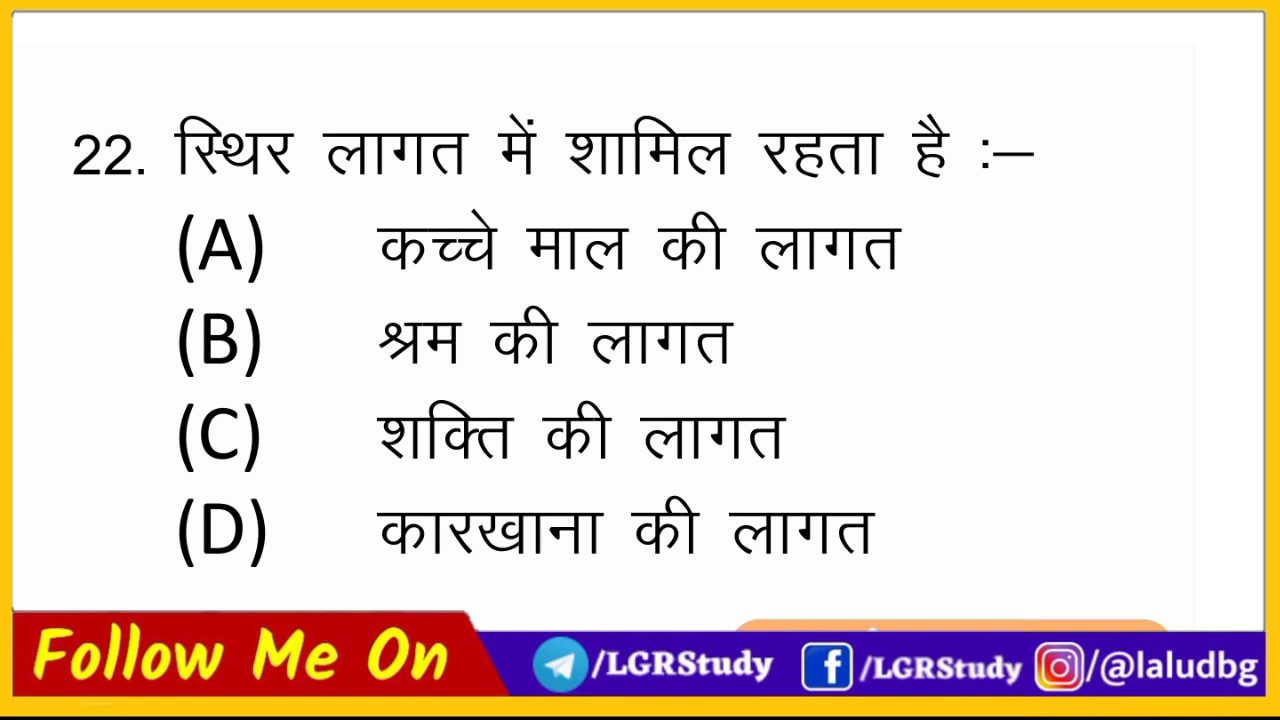 22. स्थिर लागत में शामिल रहता है :–
(A) कच्चे माल की लागत
(B) श्रम की लागत
(C) शक्ति की लागत
(D) कारखाना की लागत
Follow Me On /LGRStudy /LGRStudy /@laludbg